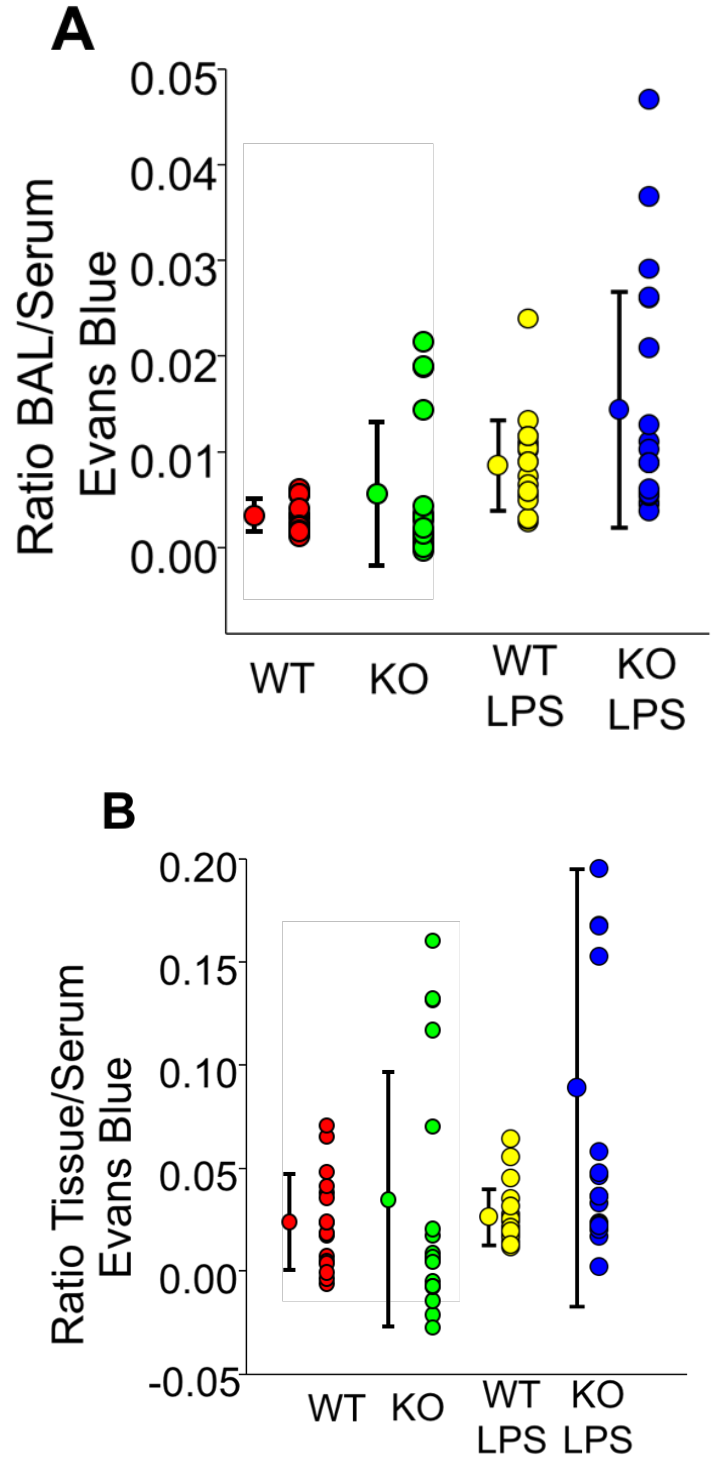 A
0.05
0.04
0.03
0.02
0.01
0.00
Ratio BAL/Serum
Evans Blue
WT
KO
WT
LPS
KO
LPS
B
0.20
0.15
0.10
0.05
0.00
-0.05
Ratio Tissue/Serum
Evans Blue
WT
KO
WT
LPS
KO
LPS